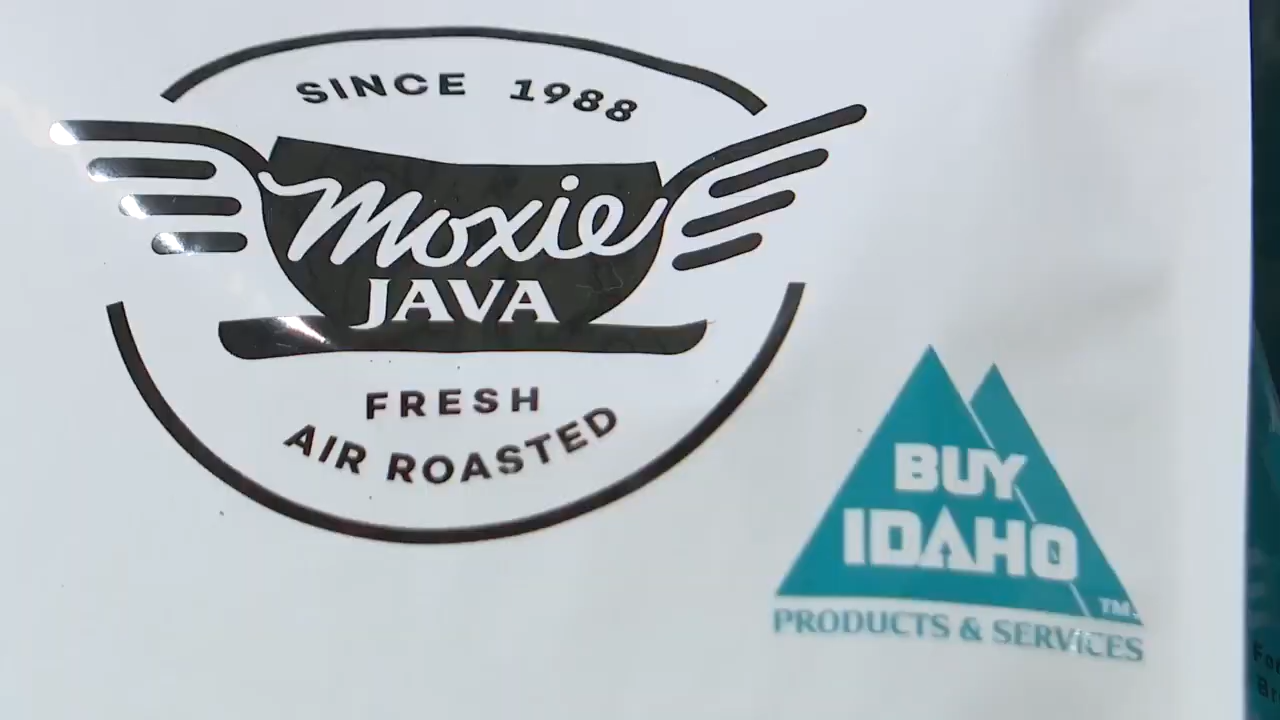 SINCE 1988
Moxie
JAVA
FRESH
AIR ROASTED
BUY
IDAHO
TM
PRODUCTS & SERVICES